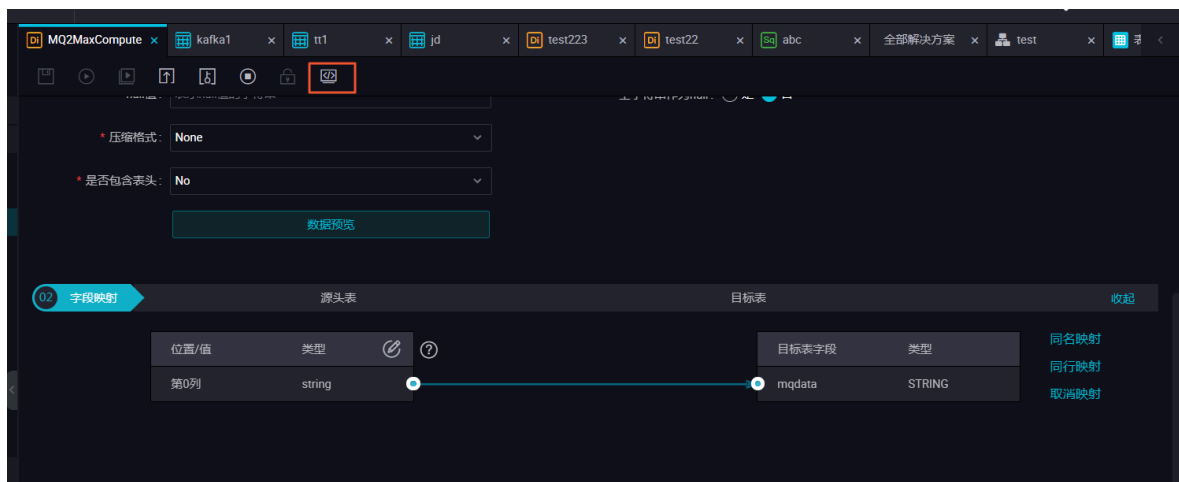 Di MQ2MaxCompute × kafka1 × tt1 × jd × Di test223 × Di test22 × Sq abc × 全部解决方案 × test × 
* 压缩格式: None
* 是否包含表头: No
数据预览
02 字段映射 源头表 目标表 收起
位置/值 类型 目标表字段 类型 同名映射
同行映射
第0列 string mqdata STRING
取消映射